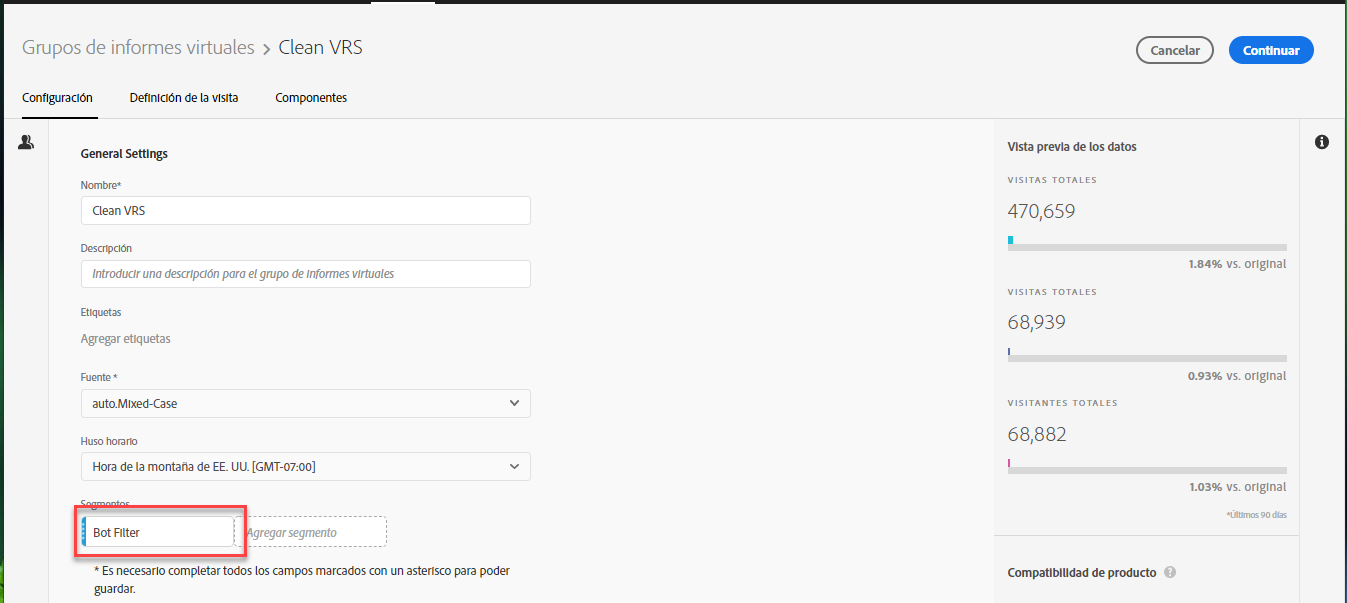 Grupos de informes virtuales > Clean VRS
Cancelar
Continuar
Configuración
Definición de la visita
Componentes
General Settings
Nombre*
Clean VRS
Descripción
Introducir una descripción para el grupo de informes virtuales
Etiquetas
Agregar etiquetas
Fuente *
auto.Mixed-Case
Huso horario
Hora de la montaña de EE. UU. [GMT-07:00]
Segmentos
Bot Filter
Agregar segmento
* Es necesario completar todos los campos marcados con un asterisco para poder
guardar.
Vista previa de los datos
VISITAS TOTALES
470,659
1.84% vs. original
VISITAS TOTALES
68,939
0.93% vs. original
VISITANTES TOTALES
68,882
1.03% vs. original
*Últimos 90 días
Compatibilidad de producto ?